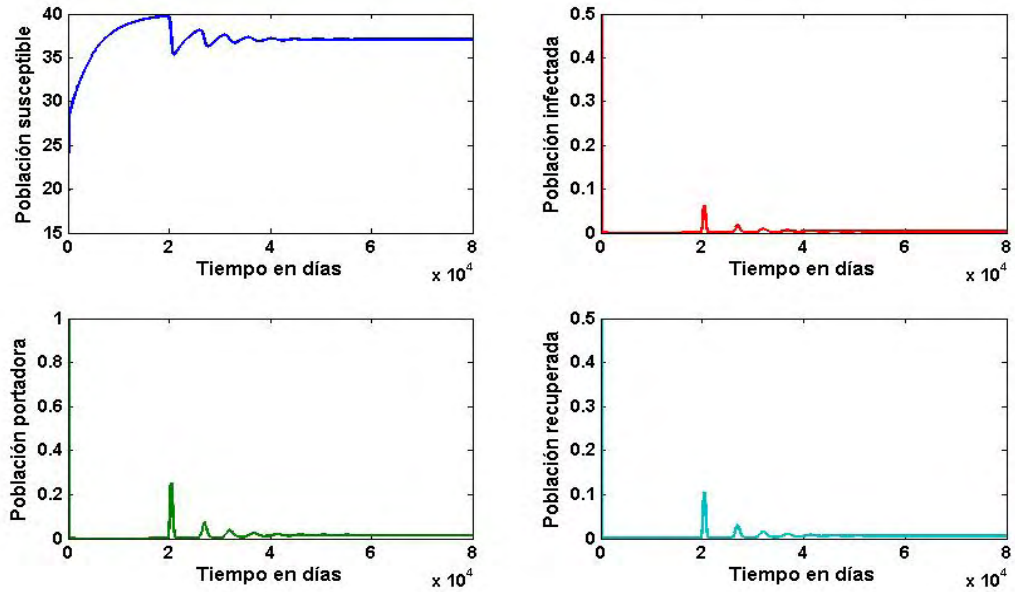 Población susceptible
40
35
30
25
20
15
0 2 4 6 8
Tiempo en días
x 10^4
Población infectada
0.5
0.4
0.3
0.2
0.1
0
0 2 4 6 8
Tiempo en días
x 10^4
Población portadora
1
0.8
0.6
0.4
0.2
0
0 2 4 6 8
Tiempo en días
x 10^4
Población recuperada
0.5
0.4
0.3
0.2
0.1
0
0 2 4 6 8
Tiempo en días
x 10^4